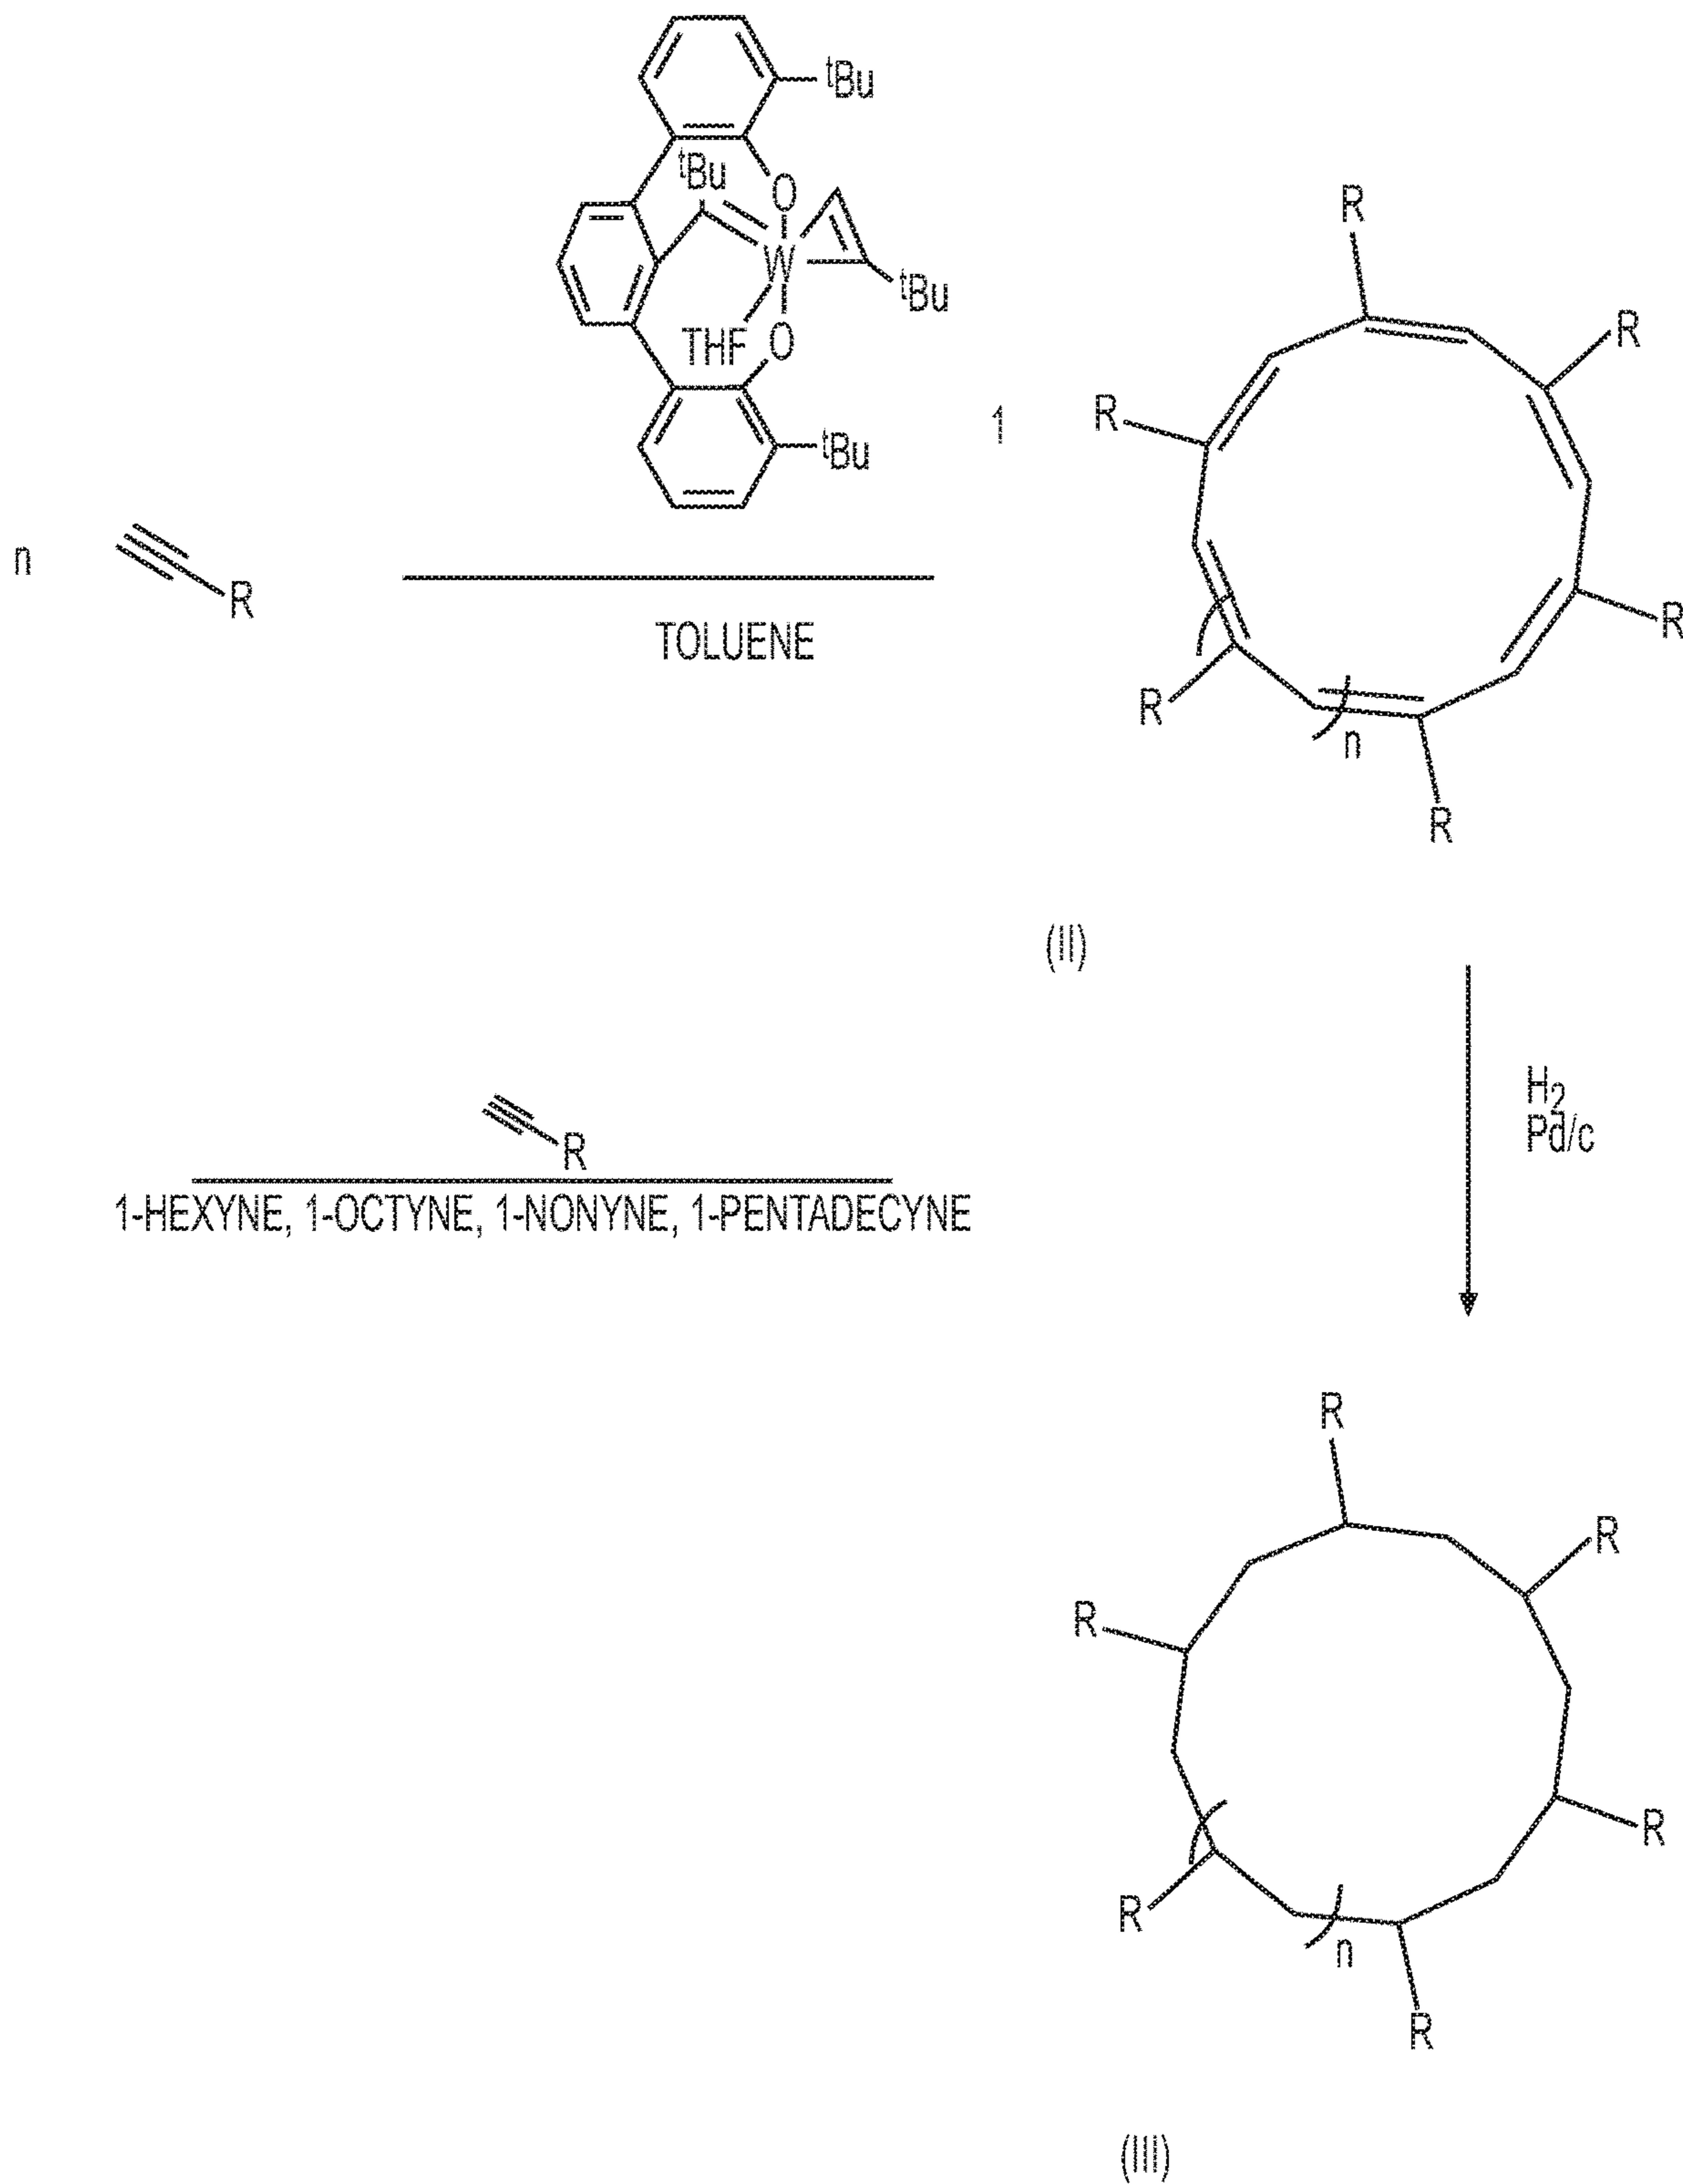 tBu
tBu
O
W
tBu
THF
O
1
tBu
n
R
TOLUENE
R
R
R
R
R
n
R
(II)
H2
Pd/c
R
1-HEXYNE, 1-OCTYNE, 1-NONYNE, 1-PENTADECYNE
R
R
R
R
R
n
R
(III)